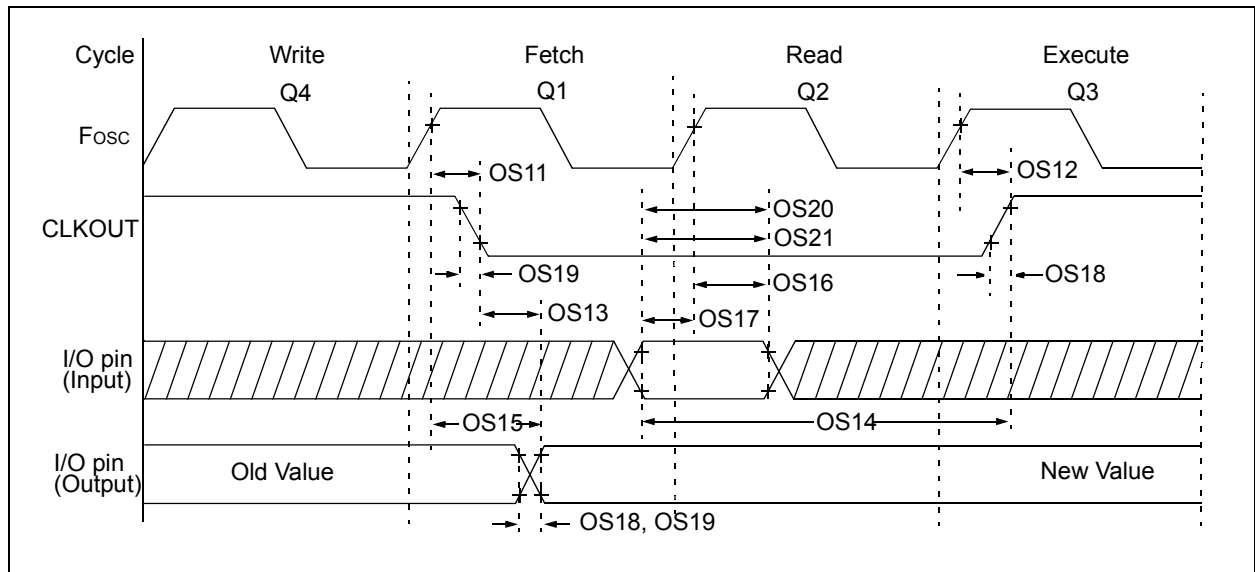 Cycle Write Fetch Read Execute
Q4 Q1 Q2 Q3
Fosc
OS11 OS12
CLKOUT
OS20
OS21
OS19 OS16 OS18
OS13 OS17
I/O pin
(Input)
OS15 OS14
I/O pin
(Output)
Old Value New Value
OS18, OS19